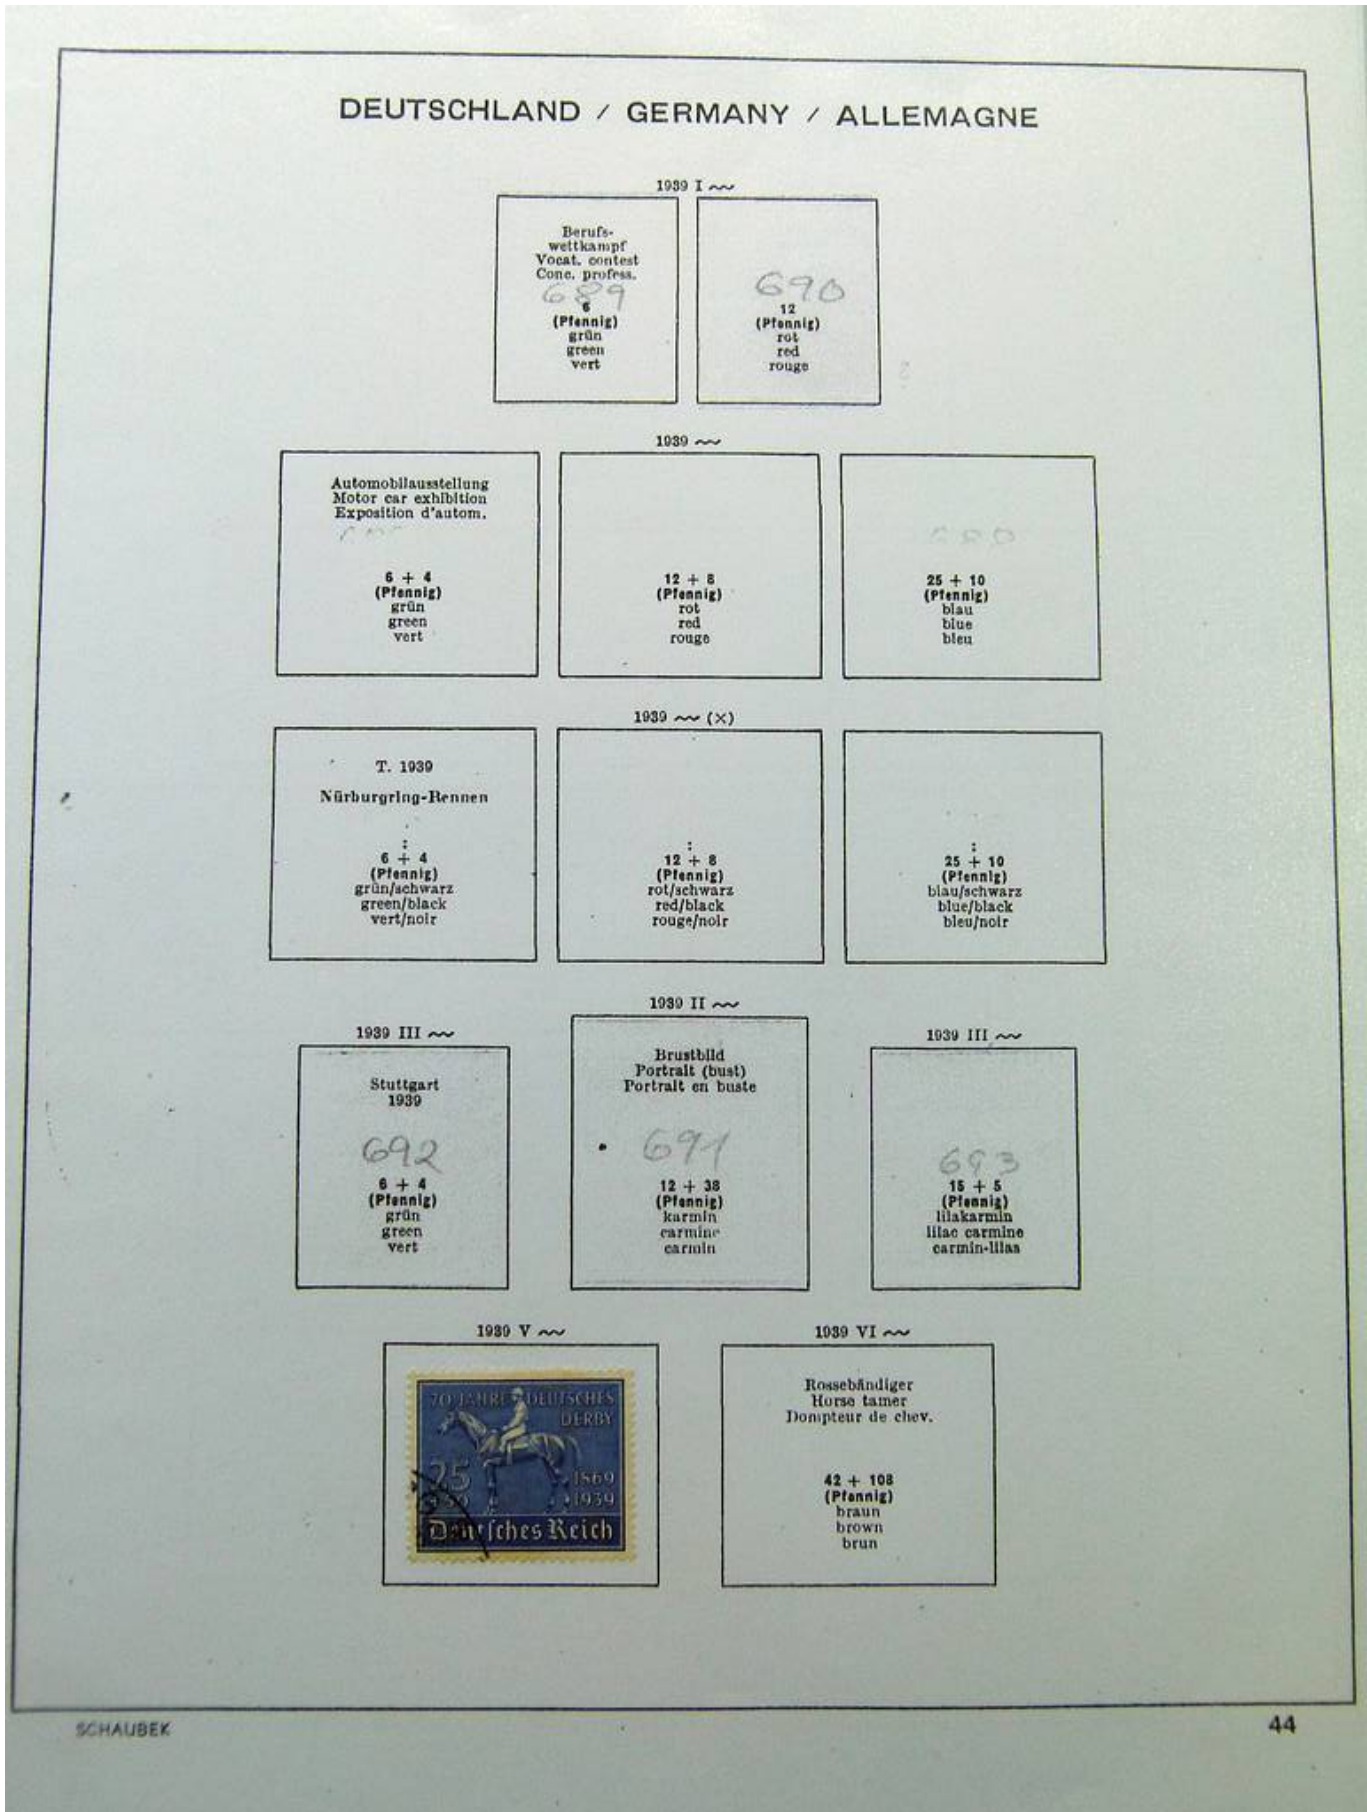 DEUTSCHLAND / GERMANY / ALLEMAGNE
1939 I
Berufs-
wettkampf
Vocat. contest
Conc. profess.
689
6
(Pfennig)
grün
green
vert
690
12
(Pfennig)
rot
red
rouge
1939
Automobilausstellung
Motor car exhibition
Exposition d'autom.
6 + 4
(Pfennig)
grün
green
vert
12 + 8
(Pfennig)
rot
red
rouge
25 + 10
(Pfennig)
blau
blue
bleu
1939 (×)
T. 1939
Nürburgring-Rennen
:
6 + 4
(Pfennig)
grün/schwarz
green/black
vert/noir
:
12 + 8
(Pfennig)
rot/schwarz
red/black
rouge/noir
:
25 + 10
(Pfennig)
blau/schwarz
blue/black
bleu/noir
1939 III
Stuttgart
1939
692
6 + 4
(Pfennig)
grün
green
vert
1939 II
Brustbild
Portrait (bust)
Portrait en buste
691
12 + 38
(Pfennig)
karmin
carmine
carmin
1939 III
693
15 + 5
(Pfennig)
lilakarmin
lilac carmine
carmin-lilas
1939 V
70 JAHRE DEUTSCHES
DERBY
25
1869
1939
Deutsches Reich
1939 VI
Rossebändiger
Horse tamer
Dompteur de chev.
42 + 108
(Pfennig)
braun
brown
brun
SCHAUBEK
44